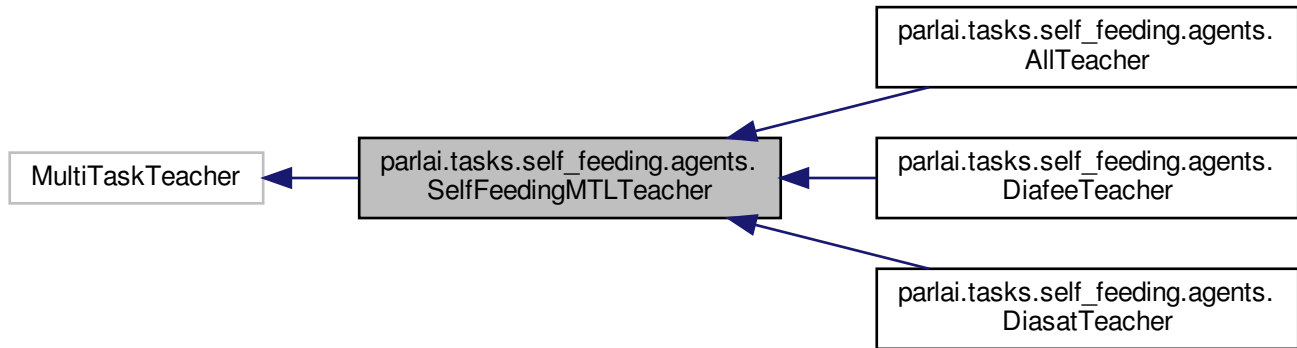 MultiTaskTeacher
parlai.tasks.self_feeding.agents.
SelfFeedingMTLTeacher
parlai.tasks.self_feeding.agents.
AllTeacher
parlai.tasks.self_feeding.agents.
DiafeeTeacher
parlai.tasks.self_feeding.agents.
DiasatTeacher